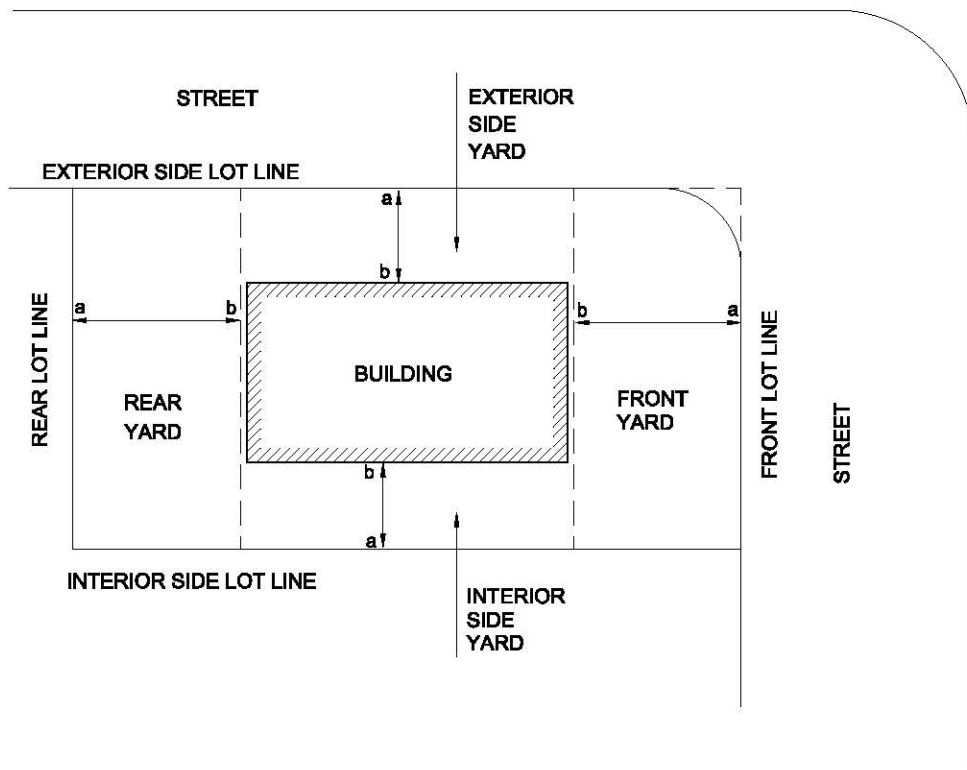 STREET
EXTERIOR
SIDE
YARD
EXTERIOR SIDE LOT LINE
a
b
REAR LOT LINE
a
b
b
a
FRONT LOT LINE
BUILDING
REAR
YARD
FRONT
YARD
STREET
b
a
INTERIOR SIDE LOT LINE
INTERIOR
SIDE
YARD